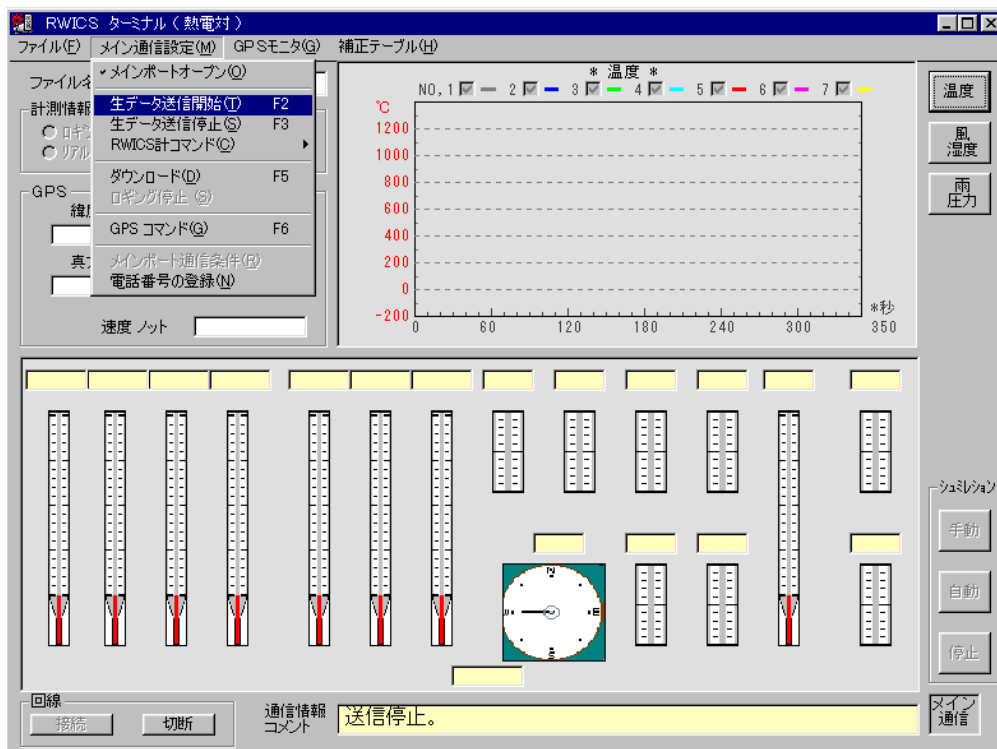 RWICS ターミナル（熱電対）
ファイル(F) メイン通信設定(M) GPSモニタ(G) 補正テーブル(H)
メインポートオープン(O)
生データ送信開始(T) F2
生データ送信停止(S) F3
RWICS計コマンド(C)
ダウンロード(D) F5
ロギング停止 (S)
GPS コマンド(G) F6
メインポート通信条件(R)
電話番号の登録(N)
ファイル名
計測情報
GPS
速度 ノット
* 温度 *
NO, 1 2 3 4 5 6 7
℃
1200
1000
800
600
400
200
0
-200
*秒
0 60 120 180 240 300 350
温度
風
湿度
雨
圧力
N
E
S
シュミレション
手動
自動
停止
回線
接続 切断
通信情報
コメント
送信停止。
メイン
通信